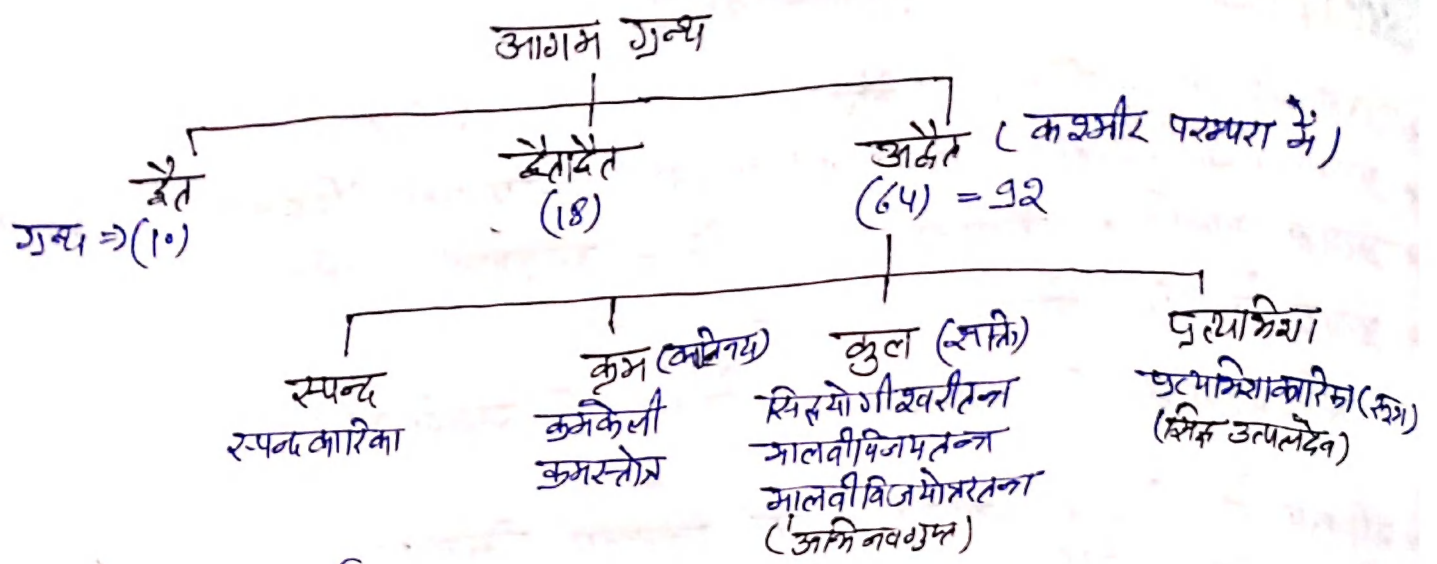 आगम ग्रन्थ
द्वैत
ग्रन्थ ⇒ (10)
द्वैताद्वैत
(18)
अद्वैत (कश्मीर परम्परा में)
(64) = 92
स्पन्द
स्पन्दकारिका
क्रम
क्रमकेली
क्रमस्तोत्र
कुल (शक्ति)
सिद्धयोगीश्वरीतन्त्र
मालवीविजयतन्त्र
मालवीविजयोत्तरतन्त्र
(अभिनवगुप्त)
प्रत्यभिज्ञा
प्रत्यभिज्ञाकारिका
(सिद्ध उत्पलदेव)